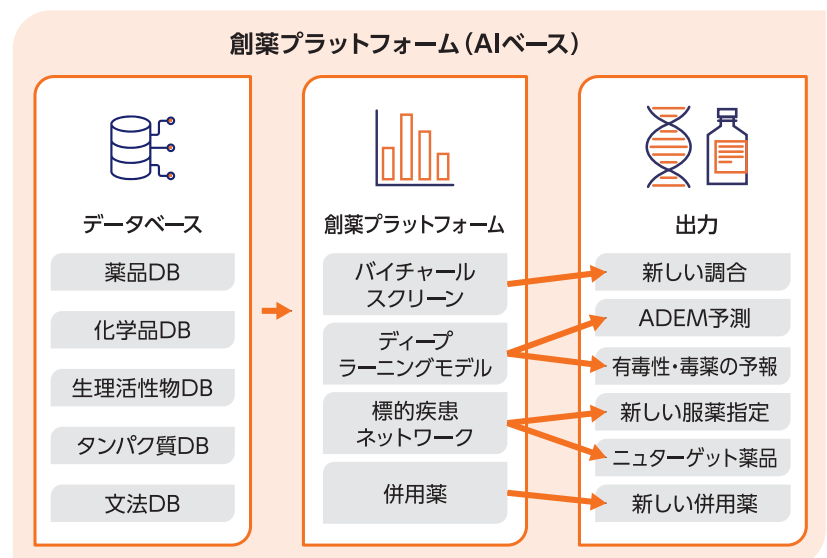 創薬プラットフォーム（AIベース）
データベース
薬品DB
化学品DB
生理活性物DB
タンパク質DB
文法DB
創薬プラットフォーム
バイチャール
スクリーン
ディープ
ラーニングモデル
標的疾患
ネットワーク
併用薬
出力
新しい調合
ADEM予測
有毒性・毒薬の予報
新しい服薬指定
ニュターゲット薬品
新しい併用薬